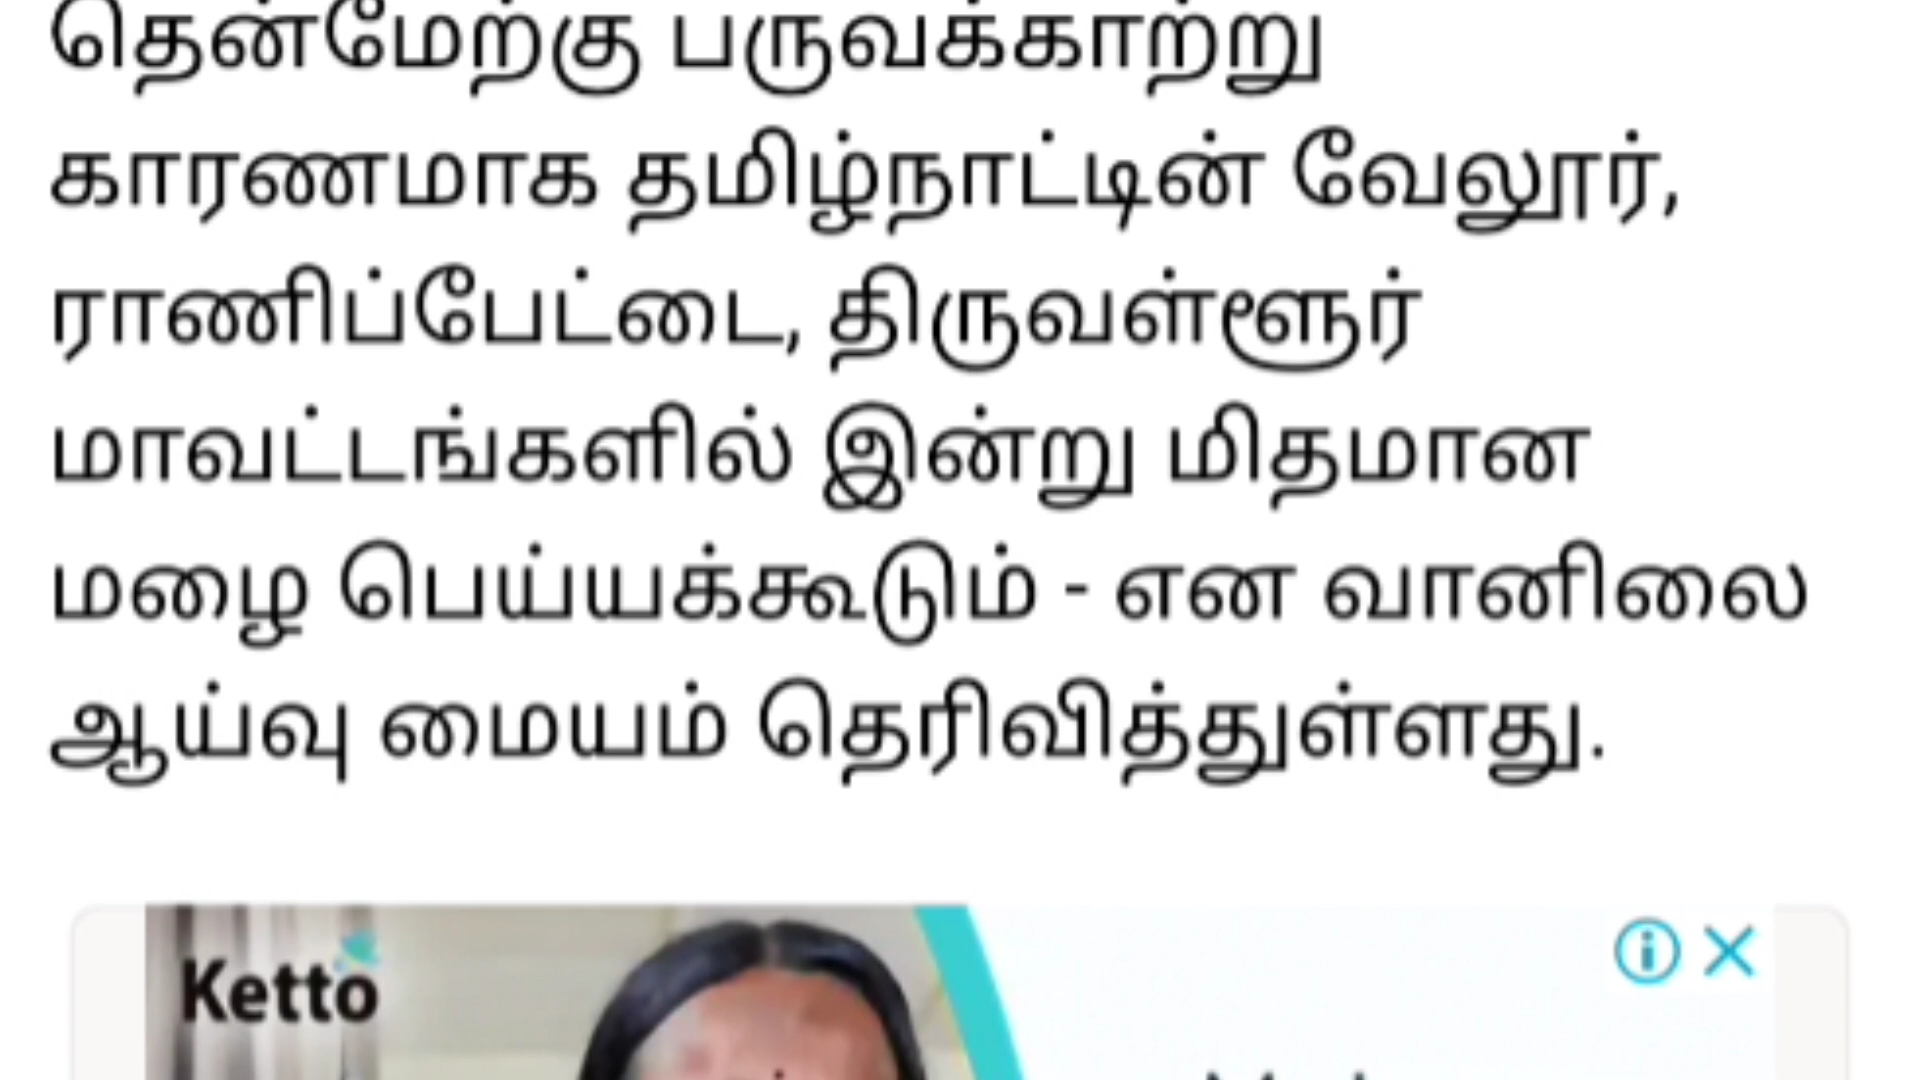 தென்மேற்கு பருவக்காற்று
காரணமாக தமிழ்நாட்டின் வேலூர்,
ராணிப்பேட்டை, திருவள்ளூர்
மாவட்டங்களில் இன்று மிதமான
மழை பெய்யக்கூடும் - என வானிலை
ஆய்வு மையம் தெரிவித்துள்ளது.
Ketto